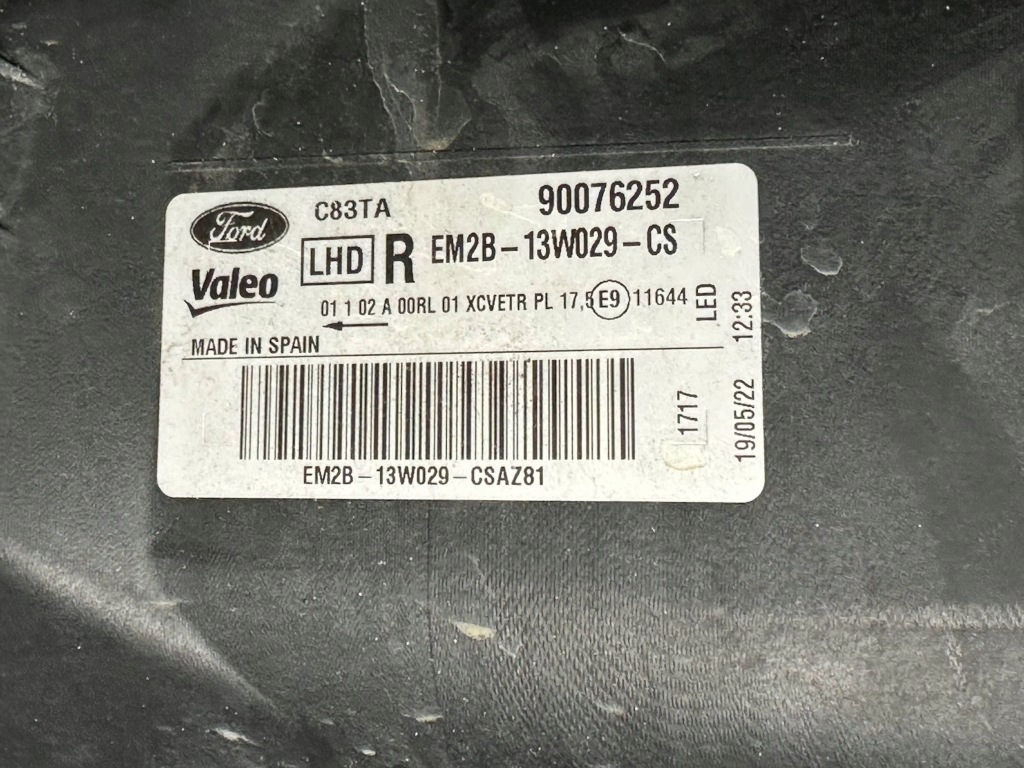 Ford
C83TA
90076252
Valeo
LHD R EM2B-13W029-CS
01 1 02 A 00RL 01 XCVETR PL 17,5 E9 11644
LED
MADE IN SPAIN
1717
19/05/22 12:33
EM2B-13W029-CSAZ81